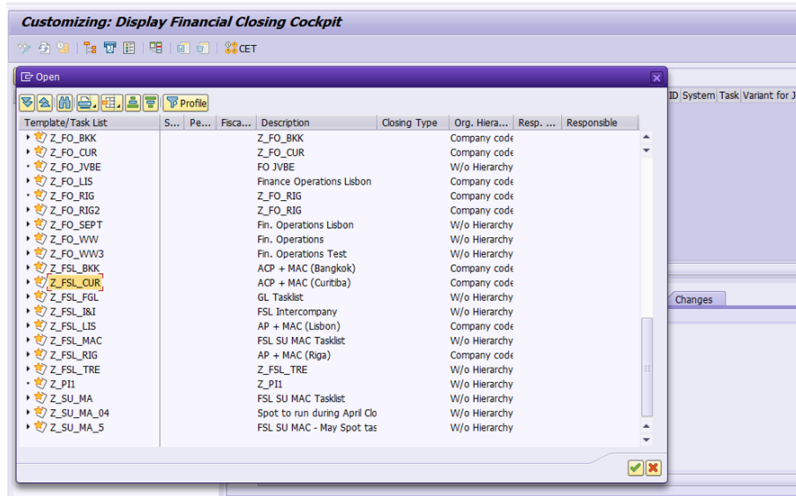 Customizing: Display Financial Closing Cockpit
CET
Open
Profile
ID System Task Variant for J
Template/Task List S... Pe... Fisca... Description Closing Type Org. Hiera... Resp. ... Responsible
Z_FO_BKK Z_FO_BKK Company code
Z_FO_CUR Z_FO_CUR Company code
Z_FO_JVBE FO JVBE W/o Hierarchy
Z_FO_LIS Finance Operations Lisbon Company code
Z_FO_RIG Z_FO_RIG Company code
Z_FO_RIG2 Z_FO_RIG Company code
Z_FO_SEPT Fin. Operations Lisbon W/o Hierarchy
Z_FO_WW Fin. Operations W/o Hierarchy
Z_FO_WW3 Fin. Operations Test W/o Hierarchy
Z_FSL_BKK ACP + MAC (Bangkok) Company code
Z_FSL_CUR ACP + MAC (Curitiba) Company code
Z_FSL_FGL GL Tasklist W/o Hierarchy
Z_FSL_I&I FSL Intercompany W/o Hierarchy
Z_FSL_LIS AP + MAC (Lisbon) Company code
Z_FSL_MAC FSL SU MAC Tasklist W/o Hierarchy
Z_FSL_RIG AP + MAC (Riga) Company code
Z_FSL_TRE Z_FSL_TRE W/o Hierarchy
Z_PI1 Z_PI1 W/o Hierarchy
Z_SU_MA FSL SU MAC Tasklist W/o Hierarchy
Z_SU_MA_04 Spot to run during April Clo W/o Hierarchy
Z_SU_MA_5 FSL SU MAC - May Spot tas W/o Hierarchy
Changes